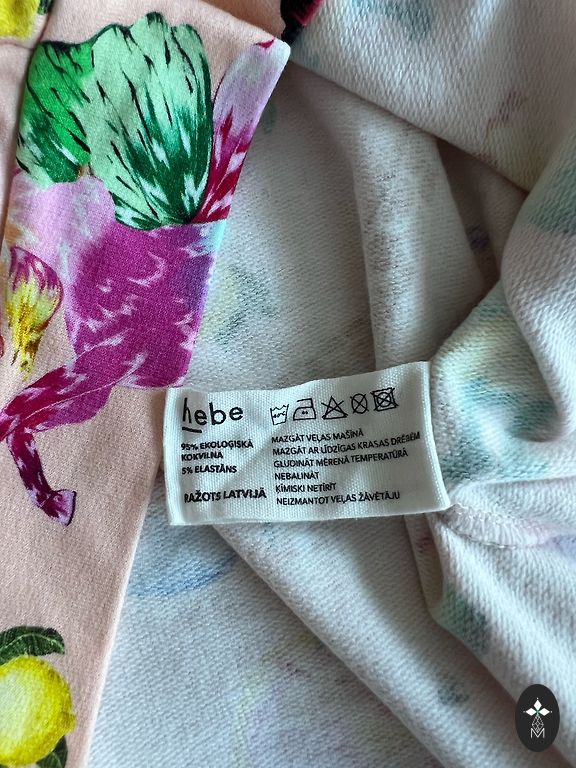 hebe
95% EKOLOĢISKĀ
KOKVILNA
5% ELASTĀNS
RAŽOTS LATVIJĀ
MAZGĀT VEĻAS MAŠĪNĀ
MAZGĀT AR LĪDZĪGAS KRĀSAS DRĒBĒM
GLUDINĀT MĒRENĀ TEMPERATŪRĀ
NEBALINĀT
ĶĪMISKI NETĪRĪT
NEIZMANTOT VEĻAS ŽĀVĒTĀJU
M